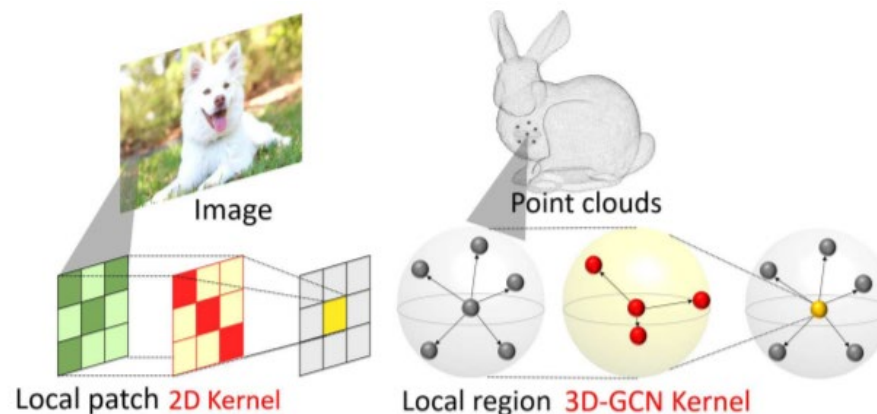 Image
Point clouds
Local patch 2D Kernel
Local region 3D-GCN Kernel